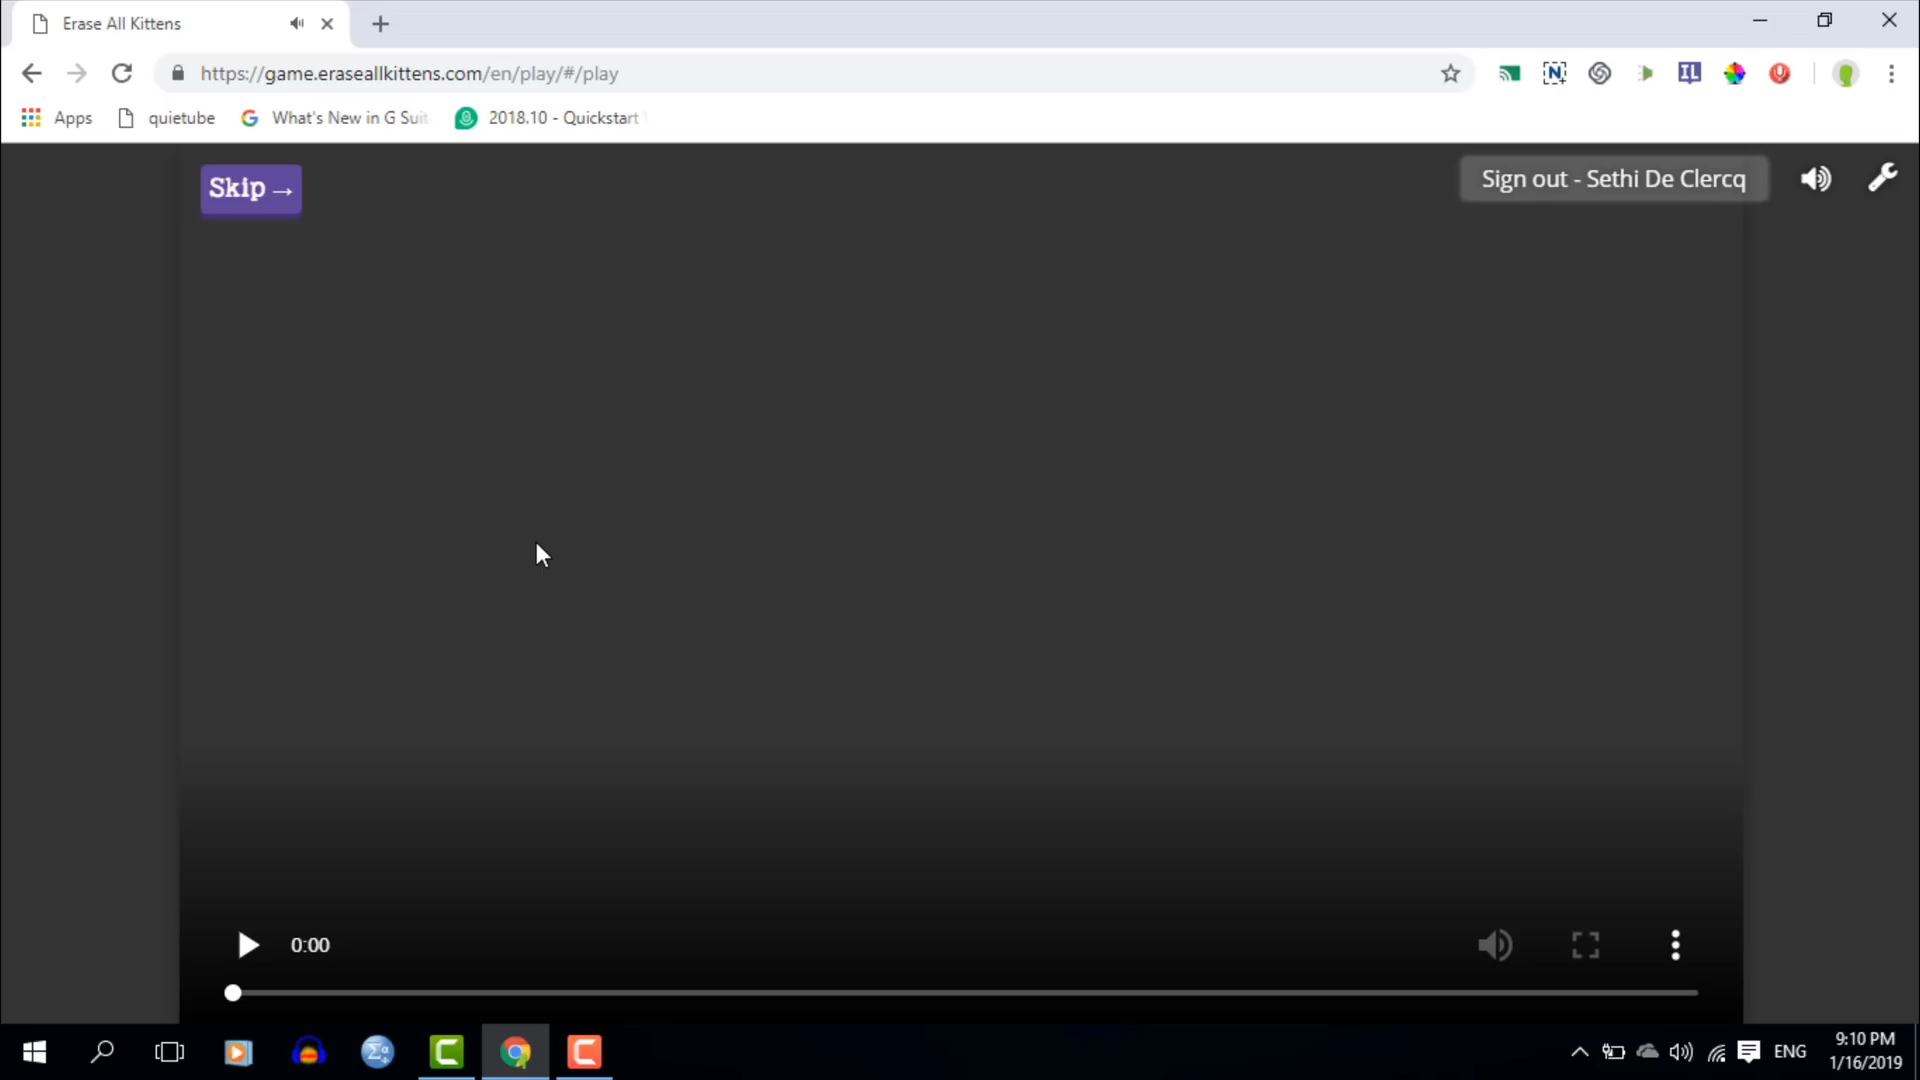 Erase All Kittens
https://game.eraseallkittens.com/en/play/#/play
Apps quietube What's New in G Suit 2018.10 - Quickstart
Skip →
Sign out - Sethi De Clercq
0:00
ENG
9:10 PM
1/16/2019